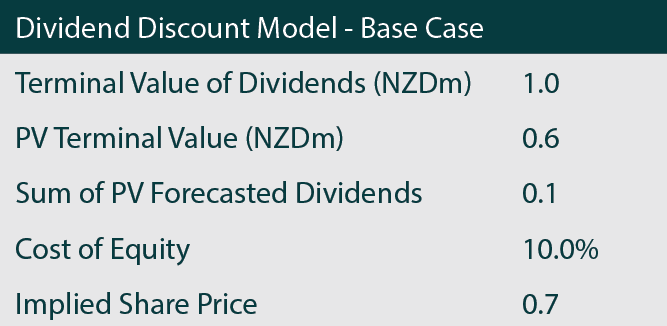 Dividend Discount Model - Base Case
Terminal Value of Dividends (NZDm) 1.0
PV Terminal Value (NZDm) 0.6
Sum of PV Forecasted Dividends 0.1
Cost of Equity 10.0%
Implied Share Price 0.7